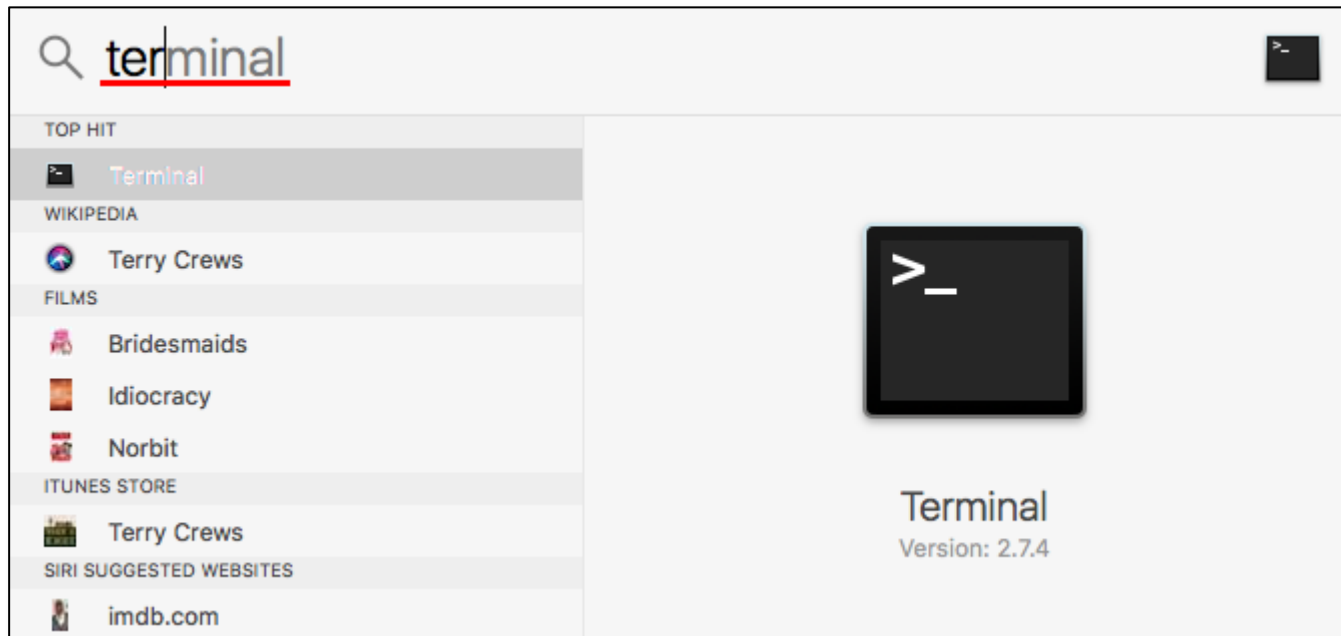 terminal
>_
TOP HIT
>_ Terminal
WIKIPEDIA
Terry Crews
FILMS
Bridesmaids
Idiocracy
Norbit
ITUNES STORE
Terry Crews
SIRI SUGGESTED WEBSITES
imdb.com
>_
Terminal
Version: 2.7.4